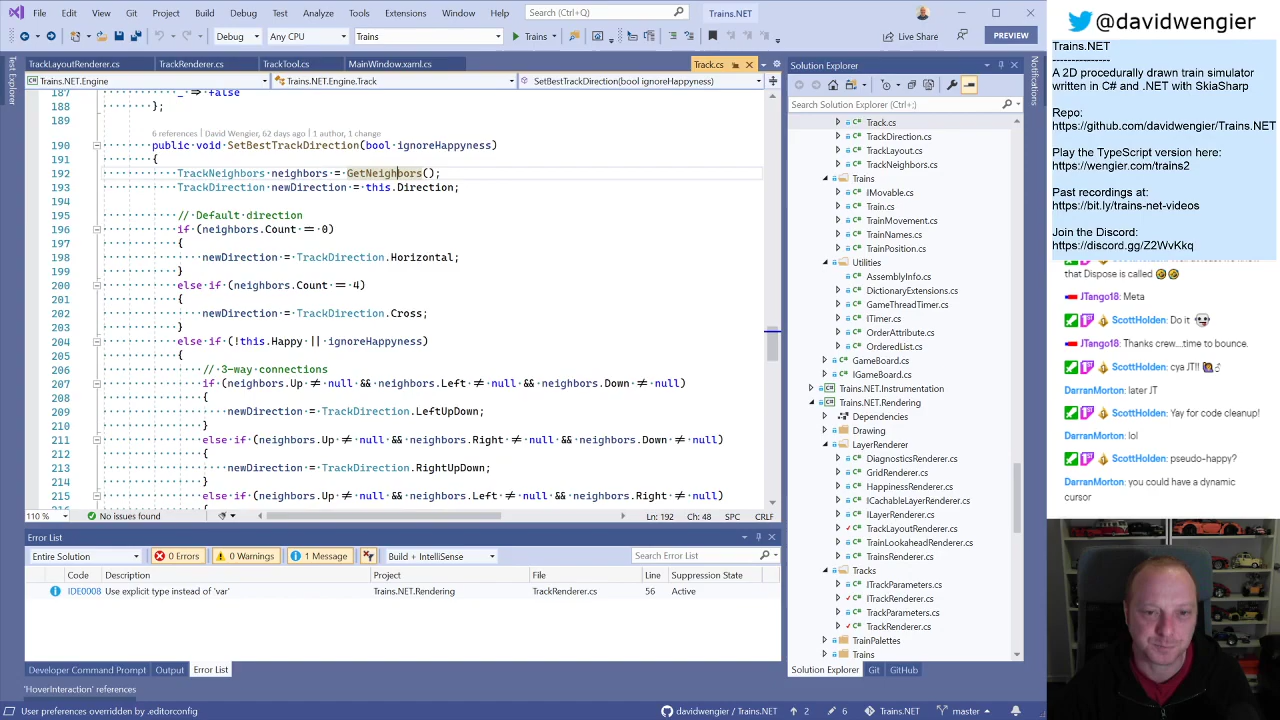 File Edit View Git Project Build Debug Test Analyze Tools Extensions Window Help
Search (Ctrl+Q)
Trains.NET
Debug Any CPU Trains Trains
Live Share
PREVIEW
TrackLayoutRenderer.cs TrackRenderer.cs TrackTool.cs MainWindow.xaml.cs Track.cs
Trains.NET.Engine Trains.NET.Engine.Track SetBestTrackDirection(bool ignoreHappyness)
Test Explorer
187 _ => false
188 };
189
6 references | David Wengier, 62 days ago | 1 author, 1 change
190 public void SetBestTrackDirection(bool ignoreHappyness)
191 {
192 TrackNeighbors neighbors = GetNeighbors();
193 TrackDirection newDirection = this.Direction;
194
195 // Default direction
196 if (neighbors.Count == 0)
197 {
198 newDirection = TrackDirection.Horizontal;
199 }
200 else if (neighbors.Count == 4)
201 {
202 newDirection = TrackDirection.Cross;
203 }
204 else if (!this.Happy || ignoreHappyness)
205 {
206 // 3-way connections
207 if (neighbors.Up != null && neighbors.Left != null && neighbors.Down != null)
208 {
209 newDirection = TrackDirection.LeftUpDown;
210 }
211 else if (neighbors.Up != null && neighbors.Right != null && neighbors.Down != null)
212 {
213 newDirection = TrackDirection.RightUpDown;
214 }
215 else if (neighbors.Up != null && neighbors.Left != null && neighbors.Right != null)
110 % No issues found Ln: 192 Ch: 48 SPC CRLF
Error List
Entire Solution 0 Errors 0 Warnings 1 Message Build + IntelliSense Search Error List
Code Description Project File Line Suppression State
IDE0008 Use explicit type instead of 'var' Trains.NET.Rendering TrackRenderer.cs 56 Active
Developer Command Prompt Output Error List
'HoverInteraction' references
User preferences overridden by .editorconfig
davidwengier / Trains.NET 2 6 Trains.NET master
Solution Explorer
Search Solution Explorer (Ctrl+;)
Track.cs
TrackDirection.cs
TrackLayout.cs
TrackNeighbors.cs
Trains
IMovable.cs
Train.cs
TrainMovement.cs
TrainNames.cs
TrainPosition.cs
Utilities
AssemblyInfo.cs
DictionaryExtensions.cs
GameThreadTimer.cs
ITimer.cs
OrderAttribute.cs
OrderedList.cs
GameBoard.cs
IGameBoard.cs
Trains.NET.Instrumentation
Trains.NET.Rendering
Dependencies
Drawing
LayerRenderer
DiagnosticsRenderer.cs
GridRenderer.cs
HappinessRenderer.cs
ICachableLayerRenderer.cs
ILayerRenderer.cs
TrackLayoutRenderer.cs
TrainLookaheadRenderer.cs
TrainsRenderer.cs
Tracks
ITrackParameters.cs
ITrackRenderer.cs
TrackParameters.cs
TrackRenderer.cs
TrainPalettes
Trains
Solution Explorer Git GitHub
Notifications
@davidwengier
Trains.NET
--------------
A 2D procedurally drawn train simulator
written in C# and .NET with SkiaSharp
Repo:
https://github.com/davidwengier/Trains.NET
Play the TypeScript version here:
https://wengier.com/trains2
Past recordings at:
https://bit.ly/trains-net-videos
Join the Discord:
https://discord.gg/Z2WvKkq
that Dispose is called
JTango18: Meta
ScottHolden: Do it
JTango18: Thanks crew....time to bounce.
ScottHolden: cya JT!!
DarranMorton: later JT
ScottHolden: Yay for code cleanup!
DarranMorton: lol
ScottHolden: pseudo-happy?
DarranMorton: you could have a dynamic
cursor